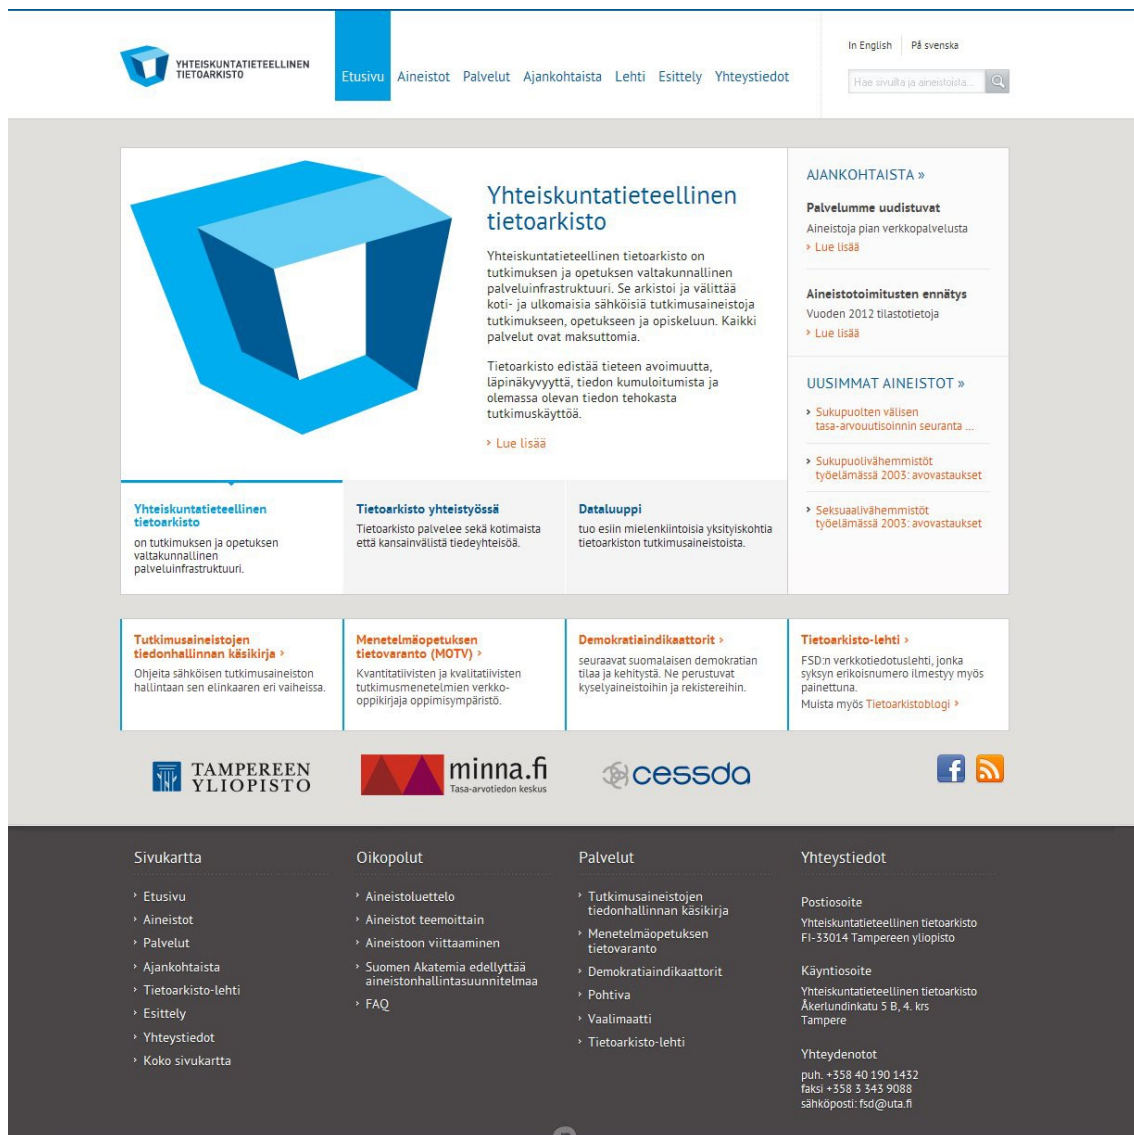 YHTEISKUNTATIETEELLINEN
TIETOARKISTO
Etusivu Aineistot Palvelut Ajankohtaista Lehti Esittely Yhteystiedot
In English På svenska
Hae sivuilta ja aineistoista...
Yhteiskuntatieteellinen
tietoarkisto
Yhteiskuntatieteellinen tietoarkisto on
tutkimuksen ja opetuksen valtakunnallinen
palveluinfrastruktuuri. Se arkistoi ja välittää
koti- ja ulkomaisia sähköisiä tutkimusaineistoja
tutkimukseen, opetukseen ja opiskeluun. Kaikki
palvelut ovat maksuttomia.
Tietoarkisto edistää tieteen avoimuutta,
läpinäkyvyyttä, tiedon kumuloitumista ja
olemassa olevan tiedon tehokasta
tutkimuskäyttöä.
› Lue lisää
AJANKOHTAISTA »
Palvelumme uudistuvat
Aineistoja pian verkkopalvelusta
› Lue lisää
Aineistotoimitusten ennätys
Vuoden 2012 tilastotietoja
› Lue lisää
UUSIMMAT AINEISTOT »
› Sukupuolten välisen
tasa-arvouutisoinnin seuranta ...
› Sukupuolivähemmistöt
työelämässä 2003: avovastaukset
› Seksuaalivähemmistöt
työelämässä 2003: avovastaukset
Yhteiskuntatieteellinen
tietoarkisto
on tutkimuksen ja opetuksen
valtakunnallinen
palveluinfrastruktuuri.
Tietoarkisto yhteistyössä
Tietoarkisto palvelee sekä kotimaista
että kansainvälistä tiedeyhteisöä.
Dataluuppi
tuo esiin mielenkiintoisia yksityiskohtia
tietoarkiston tutkimusaineistoista.
Tutkimusaineistojen
tiedonhallinnan käsikirja ›
Ohjeita sähköisen tutkimusaineiston
hallintaan sen elinkaaren eri vaiheissa.
Menetelmäopetuksen
tietovaranto (MOTV) ›
Kvantitatiivisten ja kvalitatiivisten
tutkimusmenetelmien verkko-
oppikirjaja oppimisympäristö.
Demokratiaindikaattorit ›
seuraavat suomalaisen demokratian
tilaa ja kehitystä. Ne perustuvat
kyselyaineistoihin ja rekistereihin.
Tietoarkisto-lehti ›
FSD:n verkkotiedotuslehti, jonka
syksyn erikoisnumero ilmestyy myös
painettuna.
Muista myös Tietoarkistoblogi ›
TAMPEREEN
YLIOPISTO
minna.fi
Tasa-arvotiedon keskus
cessda
Sivukartta
› Etusivu
› Aineistot
› Palvelut
› Ajankohtaista
› Tietoarkisto-lehti
› Esittely
› Yhteystiedot
› Koko sivukartta
Oikopolut
› Aineistoluettelo
› Aineistot teemoittain
› Aineistoon viittaaminen
› Suomen Akatemia edellyttää
aineistonhallintasuunnitelmaa
› FAQ
Palvelut
› Tutkimusaineistojen
tiedonhallinnan käsikirja
› Menetelmäopetuksen
tietovaranto
› Demokratiaindikaattorit
› Pohtiva
› Vaalimaatti
› Tietoarkisto-lehti
Yhteystiedot
Postiosoite
Yhteiskuntatieteellinen tietoarkisto
FI-33014 Tampereen yliopisto
Käyntiosoite
Yhteiskuntatieteellinen tietoarkisto
Åkerlundinkatu 5 B, 4. krs
Tampere
Yhteydenotot
puh. +358 40 190 1432
faksi +358 3 343 9088
sähköposti: fsd@uta.fi